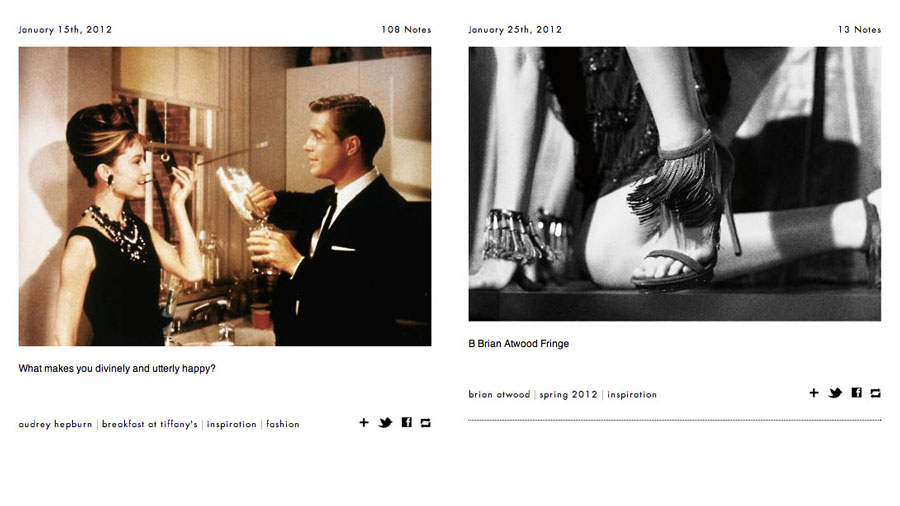 January 15th, 2012
108 Notes
What makes you divinely and utterly happy?
audrey hepburn | breakfast at tiffany's | inspiration | fashion
January 25th, 2012
13 Notes
B Brian Atwood Fringe
brian atwood | spring 2012 | inspiration